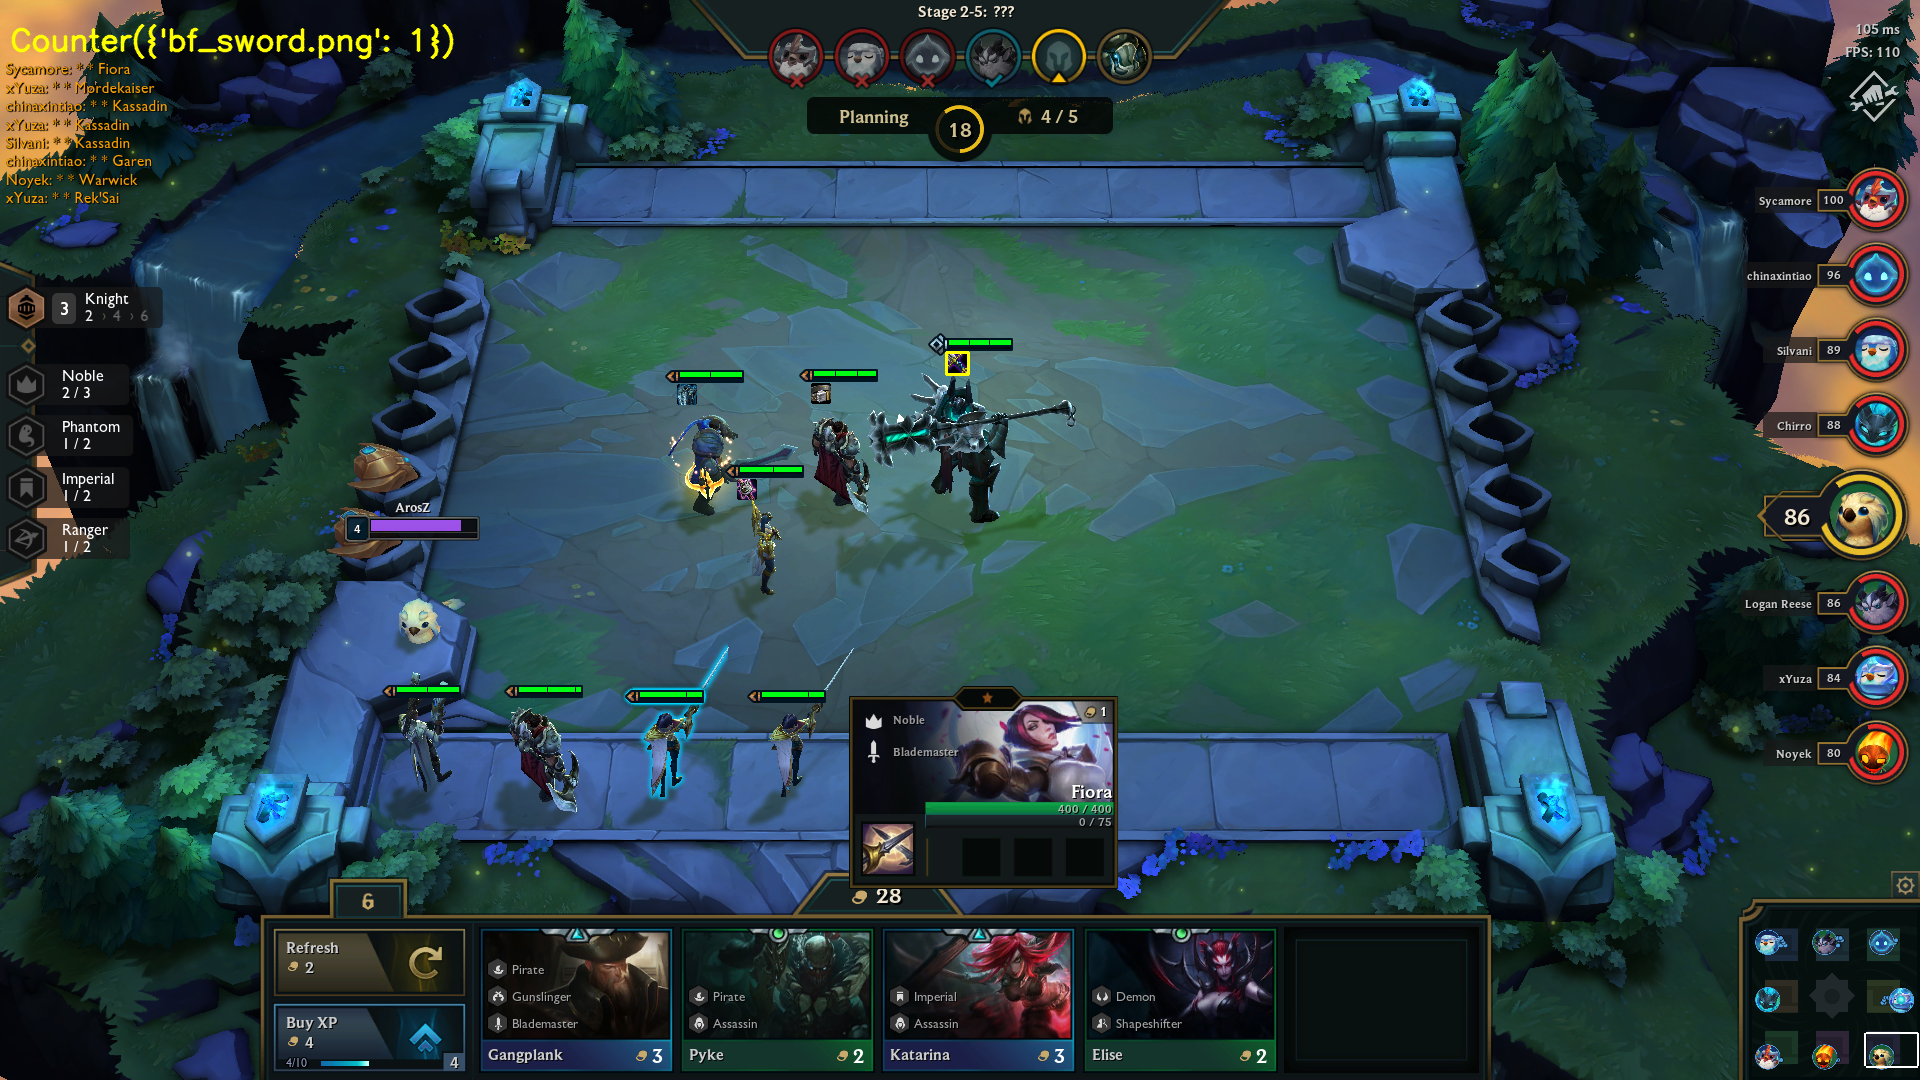 Counter({'bf_sword.png': 1})
Sycamore: * * Fiora
xYuza: * * Mordekaiser
chinaxintiao: * * Kassadin
xYuza: * * Kassadin
Silvani: * * Kassadin
chinaxintiao: * * Garen
Noyek: * * Warwick
xYuza: * * Rek'Sai
Stage 2-5: ???
Planning
18
4 / 5
105 ms
FPS: 110
3
Knight
2 › 4 › 6
Noble
2 / 3
Phantom
1 / 2
Imperial
1 / 2
Ranger
1 / 2
ArosZ
4
Sycamore 100
chinaxintiao 96
Silvani 89
Chirro 88
86
Logan Reese 86
xYuza 84
Noyek 80
Noble
1
Blademaster
Fiora
400 / 400
0 / 75
6
28
Refresh
2
Buy XP
4
4/10
4
Pirate
Gunslinger
Blademaster
Gangplank 3
Pirate
Assassin
Pyke 2
Imperial
Assassin
Katarina 3
Demon
Shapeshifter
Elise 2